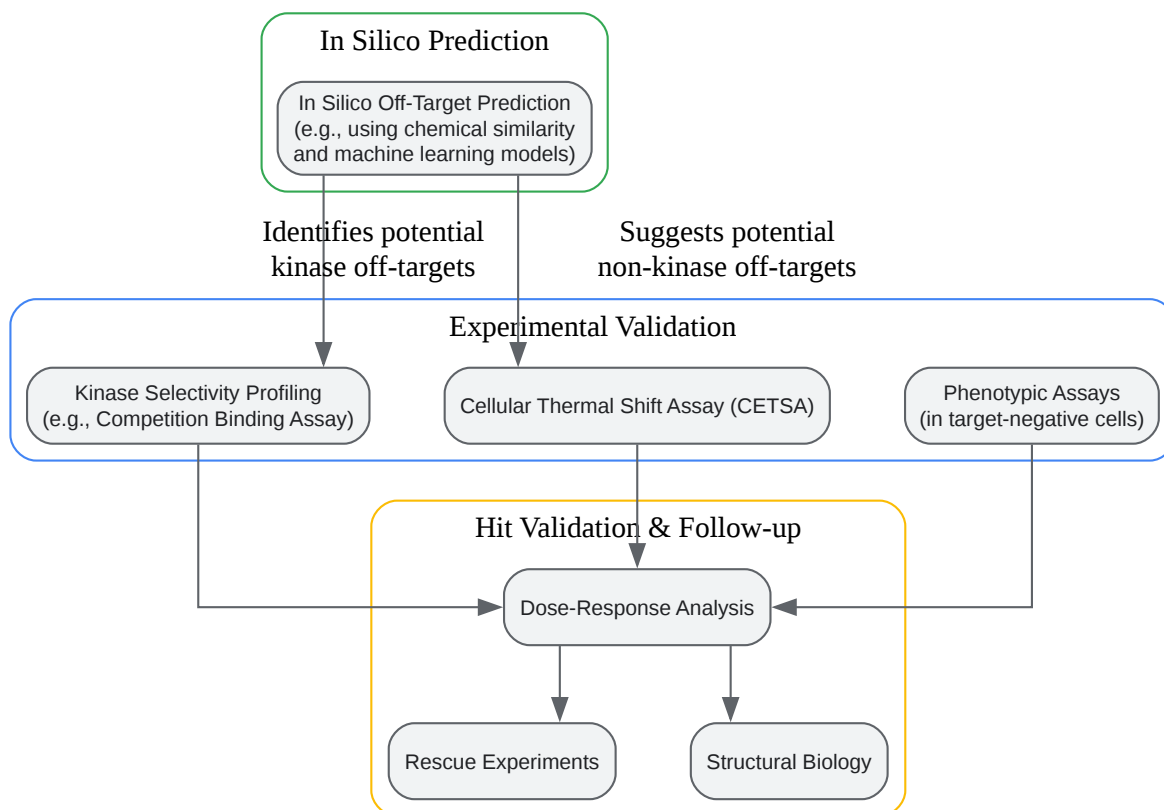 In Silico Prediction
In Silico Off-Target Prediction
(e.g., using chemical similarity
and machine learning models)
Identifies potential
kinase off-targets
Suggests potential
non-kinase off-targets
Experimental Validation
Kinase Selectivity Profiling
(e.g., Competition Binding Assay)
Cellular Thermal Shift Assay (CETSA)
Phenotypic Assays
(in target-negative cells)
Hit Validation & Follow-up
Dose-Response Analysis
Rescue Experiments
Structural Biology